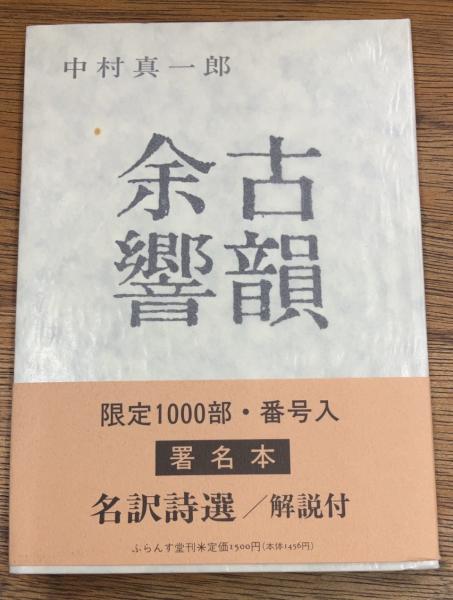 中村真一郎
古韻
余響
限定1000部・番号入
署名本
名訳詩選／解説付
ふらんす堂刊＊定価1500円（本体1456円）